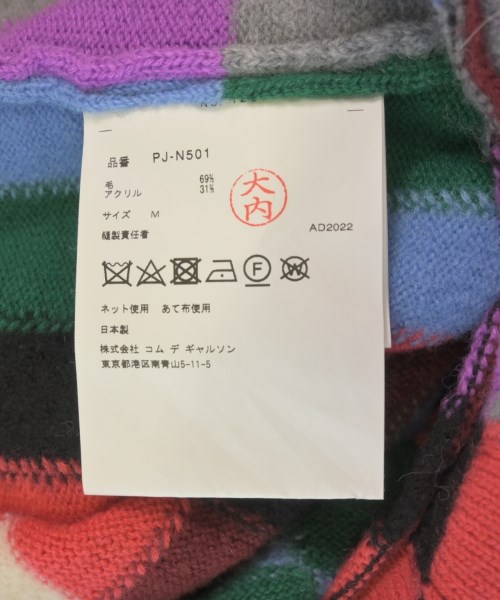 品番 PJ-N501
毛 69%
アクリル 31%
大内
サイズ M
縫製責任者
AD2022
F W
ネット使用 あて布使用
日本製
株式会社 コム デ ギャルソン
東京都港区南青山5-11-5